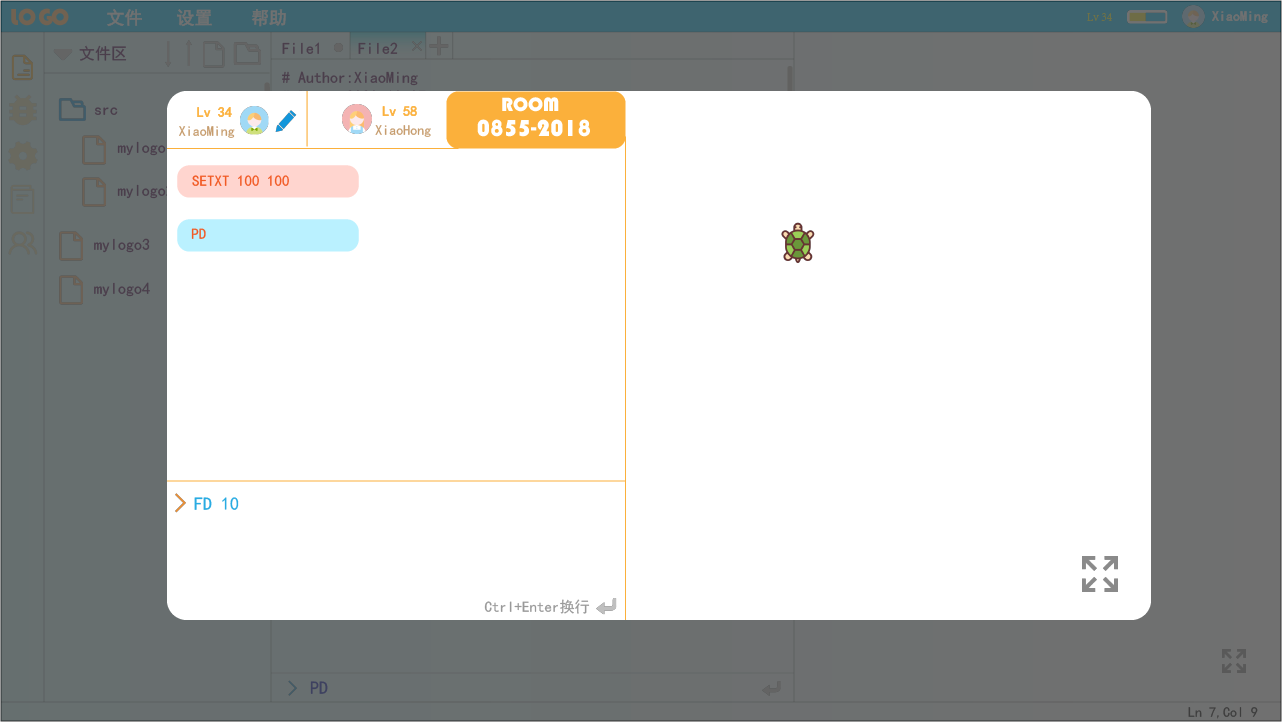 LOGO 文件 设置 帮助 Lv 34 XiaoMing
文件区 File1 File2
# Author:XiaoMing
src
mylogo
mylogo
mylogo3
mylogo4
Lv 34
XiaoMing
Lv 58
XiaoHong
ROOM
0855-2018
SETXT 100 100
PD
FD 10
Ctrl+Enter换行
PD
Ln 7,Col 9